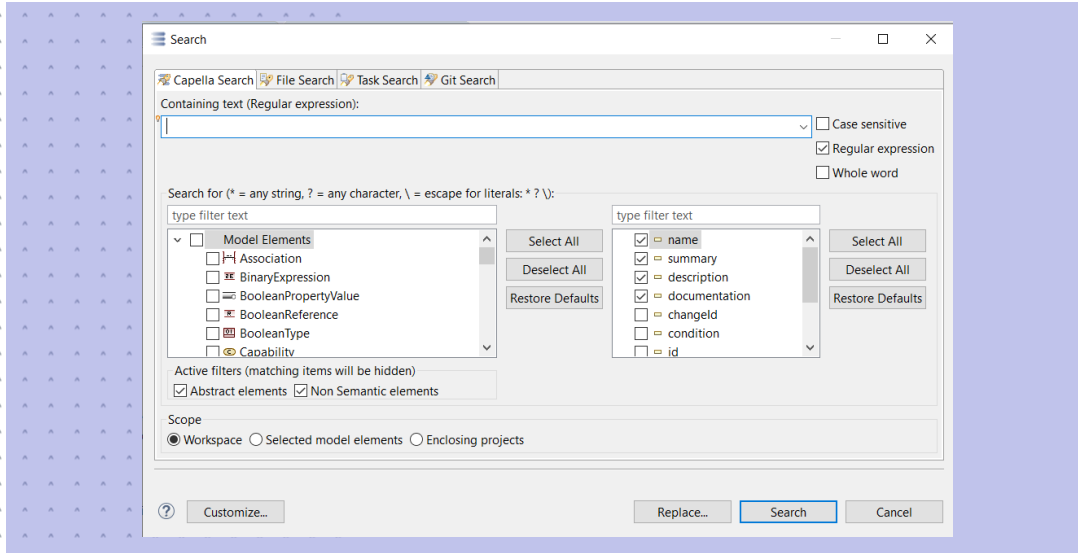 Search
Capella Search File Search Task Search Git Search
Containing text (Regular expression):
Case sensitive
Regular expression
Whole word
Search for (* = any string, ? = any character, \ = escape for literals: * ? \):
type filter text
Model Elements
Association
BinaryExpression
BooleanPropertyValue
BooleanReference
BooleanType
Capability
Select All
Deselect All
Restore Defaults
type filter text
name
summary
description
documentation
changeId
condition
id
Select All
Deselect All
Restore Defaults
Active filters (matching items will be hidden)
Abstract elements Non Semantic elements
Scope
Workspace Selected model elements Enclosing projects
Customize... Replace... Search Cancel